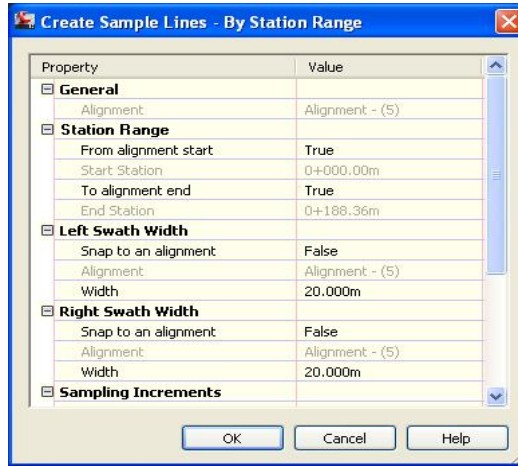 Create Sample Lines - By Station Range
Property Value
General
Alignment Alignment - (5)
Station Range
From alignment start True
Start Station 0+000.00m
To alignment end True
End Station 0+188.36m
Left Swath Width
Snap to an alignment False
Alignment Alignment - (5)
Width 20.000m
Right Swath Width
Snap to an alignment False
Alignment Alignment - (5)
Width 20.000m
Sampling Increments
OK Cancel Help